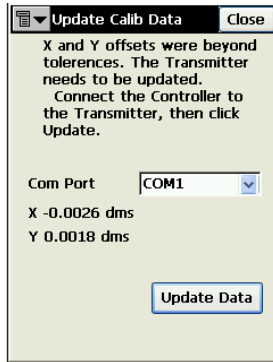 Update Calib Data Close
X and Y offsets were beyond
tolerences. The Transmitter
needs to be updated.
Connect the Controller to
the Transmitter, then click
Update.
Com Port COM1
X -0.0026 dms
Y 0.0018 dms
Update Data